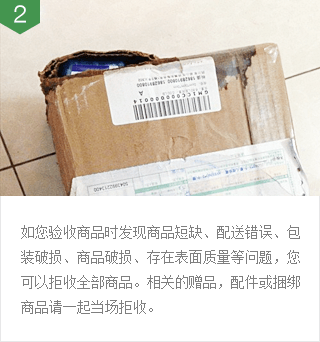 2
如您验收商品时发现商品短缺、配送错误、包
装破损、商品破损、存在表面质量等问题，您
可以拒收全部商品。相关的赠品，配件或捆绑
商品请一起当场拒收。